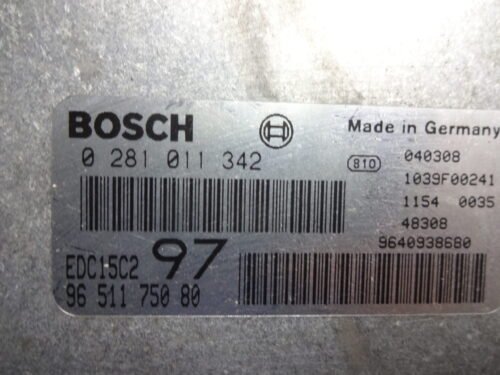 BOSCH
Made in Germany
0 281 011 342
810
040308
1039F00241
1154 0035
48308
EDC15C2
97
9640938680
96 511 750 80